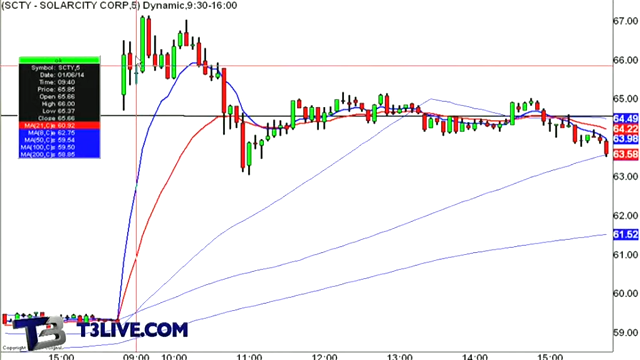 (SCTY - SOLARCITY CORP,5) Dynamic,9:30-16:00
Symbol: SCTY,5
Date: 01/06/14
Time: 09:40
Price: 65.85
Open: 65.66
High: 66.00
Low: 65.27
Close: 65.66
MA(21,C)= 60.92
MA(8,C)= 62.75
MA(50,C)= 59.54
MA(100,C)= 59.50
MA(200,C)= 59.85
67.00
66.00
65.00
64.49
64.22
63.98
63.58
63.00
62.00
61.52
61.00
60.00
59.00
T3 T3LIVE.COM
15:00
09:00
10:00
11:00
12:00
13:00
14:00
15:00